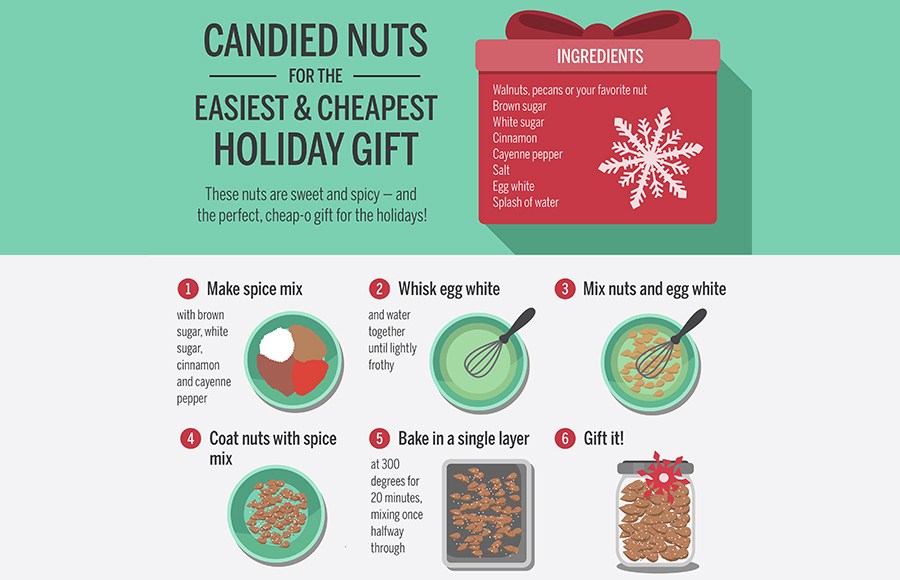 CANDIED NUTS
FOR THE
EASIEST & CHEAPEST
HOLIDAY GIFT
These nuts are sweet and spicy – and
the perfect, cheap-o gift for the holidays!
INGREDIENTS
Walnuts, pecans or your favorite nut
Brown sugar
White sugar
Cinnamon
Cayenne pepper
Salt
Egg white
Splash of water
1 Make spice mix
with brown
sugar, white
sugar,
cinnamon
and cayenne
pepper
2 Whisk egg white
and water
together
until lightly
frothy
3 Mix nuts and egg white
4 Coat nuts with spice
mix
5 Bake in a single layer
at 300
degrees for
20 minutes,
mixing once
halfway
through
6 Gift it!